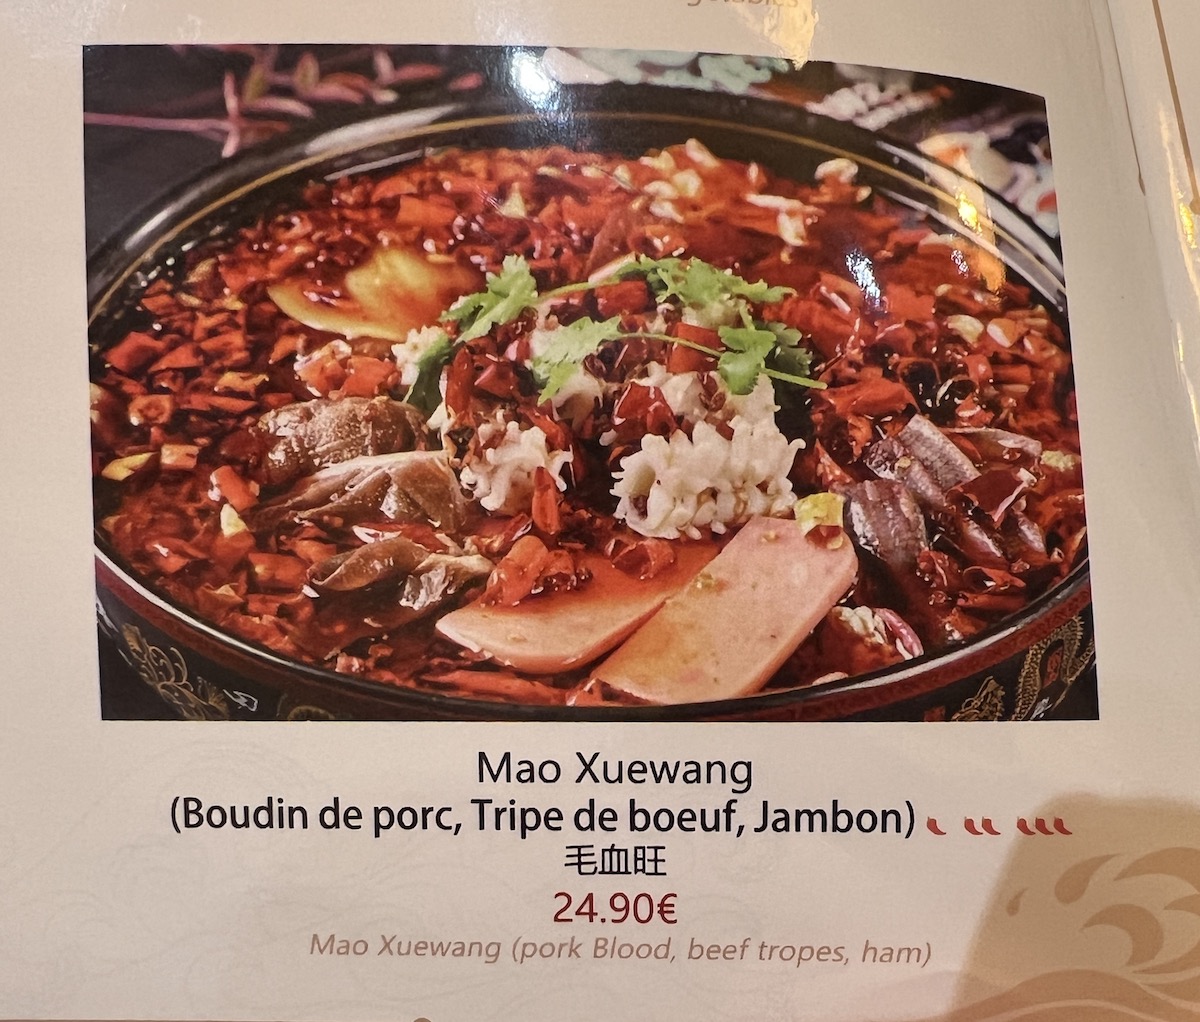 Mao Xuewang
(Boudin de porc, Tripe de boeuf, Jambon)
毛血旺
24.90€
Mao Xuewang (pork Blood, beef tropes, ham)